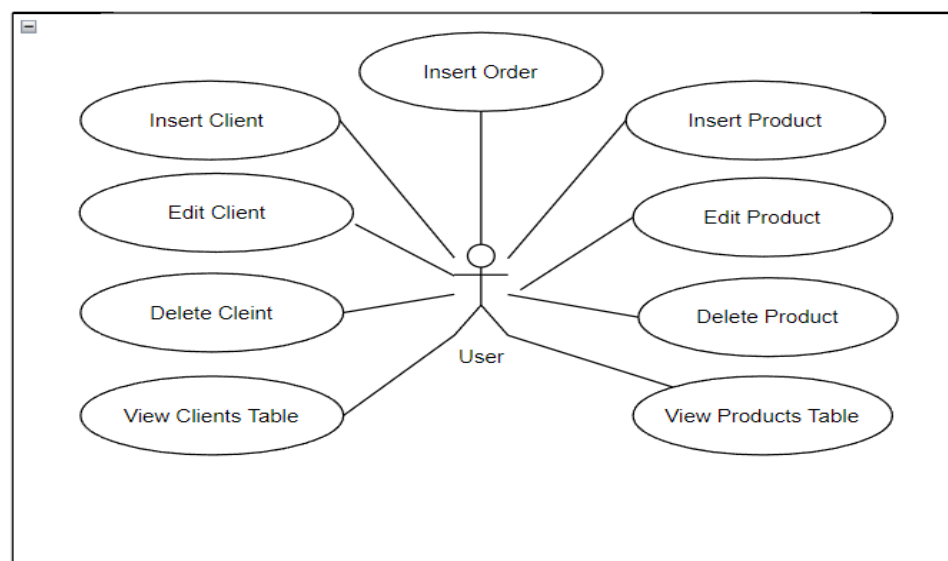 Insert Order
Insert Client
Insert Product
Edit Client
Edit Product
Delete Cleint
Delete Product
User
View Clients Table
View Products Table